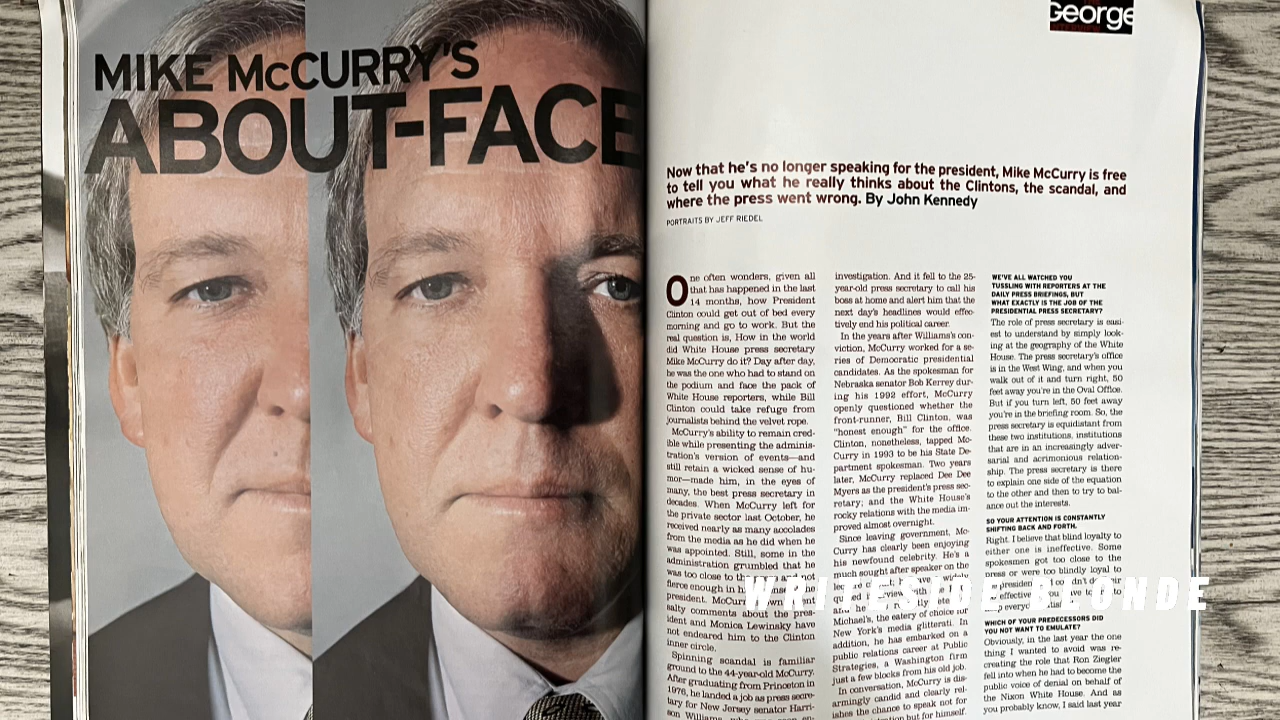 MIKE McCURRY'S
ABOUT-FACE
George
Now that he's no longer speaking for the president, Mike McCurry is free
to tell you what he really thinks about the Clintons, the scandal, and
where the press went wrong. By John Kennedy
PORTRAITS BY JEFF RIEDEL
One often wonders, given all
that has happened in the last
14 months, how President
Clinton could get out of bed every
morning and go to work. But the
real question is, How in the world
did White House press secretary
Mike McCurry do it? Day after day,
he was the one who had to stand on
the podium and face the pack of
White House reporters, while Bill
Clinton could take refuge from
journalists behind the velvet rope.
McCurry's ability to remain cred-
ible while presenting the adminis-
tration's version of events—and
still retain a wicked sense of hu-
mor—made him, in the eyes of
many, the best press secretary in
decades. When McCurry left for
the private sector last October, he
received nearly as many accolades
from the media as he did when he
was appointed. Still, some in the
administration grumbled that he
was too close to the and not
fierce enough in h he
president. McCurr own
salty comments about the pres-
ident and Monica Lewinsky have
not endeared him to the Clinton
inner circle.
Spinning scandal is familiar
ground to the 44-year-old McCurry.
After graduating from Princeton in
1976, he landed a job as press secre-
tary for New Jersey senator Harri-
son Williams,
investigation. And it fell to the 25-
year-old press secretary to call his
boss at home and alert him that the
next day's headlines would effec-
tively end his political career.
In the years after Williams's con-
viction, McCurry worked for a se-
ries of Democratic presidential
candidates. As the spokesman for
Nebraska senator Bob Kerrey dur-
ing his 1992 effort, McCurry
openly questioned whether the
front-runner, Bill Clinton, was
"honest enough" for the office.
Clinton, nonetheless, tapped Mc-
Curry in 1993 to be his State De-
partment spokesman. Two years
later, McCurry replaced Dee Dee
Myers as the president's press sec-
retary; and the White House's
rocky relations with the media im-
proved almost overnight.
Since leaving government, Mc-
Curry has clearly been enjoying
his newfound celebrity. He's a
much sought after speaker on the
widely
with
and he
Michael's, the eatery of choice for
New York's media glitterati. In
addition, he has embarked on a
public relations career at Public
Strategies, a Washington firm
just a few blocks from his old job.
In conversation, McCurry is dis-
armingly candid and clearly rel-
ishes the chance to speak not for
but for himself.
WE'VE ALL WATCHED YOU
TUSSLING WITH REPORTERS AT THE
DAILY PRESS BRIEFINGS, BUT
WHAT EXACTLY IS THE JOB OF THE
PRESIDENTIAL PRESS SECRETARY?
The role of press secretary is easi-
est to understand by simply look-
ing at the geography of the White
House. The press secretary's office
is in the West Wing, and when you
walk out of it and turn right, 50
feet away you're in the Oval Office.
But if you turn left, 50 feet away
you're in the briefing room. So, the
press secretary is equidistant from
these two institutions, institutions
that are in an increasingly adver-
sarial and acrimonious relation-
ship. The press secretary is there
to explain one side of the equation
to the other and then to try to bal-
ance out the interests.
SO YOUR ATTENTION IS CONSTANTLY
SHIFTING BACK AND FORTH.
Right. I believe that blind loyalty to
either one is ineffective. Some
spokesmen got too close to the
press or were too blindly loyal to
president
effective
WRITESIDE BLONDE
WHICH OF YOUR PREDECESSORS DID
YOU NOT WANT TO EMULATE?
Obviously, in the last year the one
thing I wanted to avoid was re-
creating the role that Ron Ziegler
fell into when he had to become the
public voice of denial on behalf of
the Nixon White House. And as
you probably know, I said last year